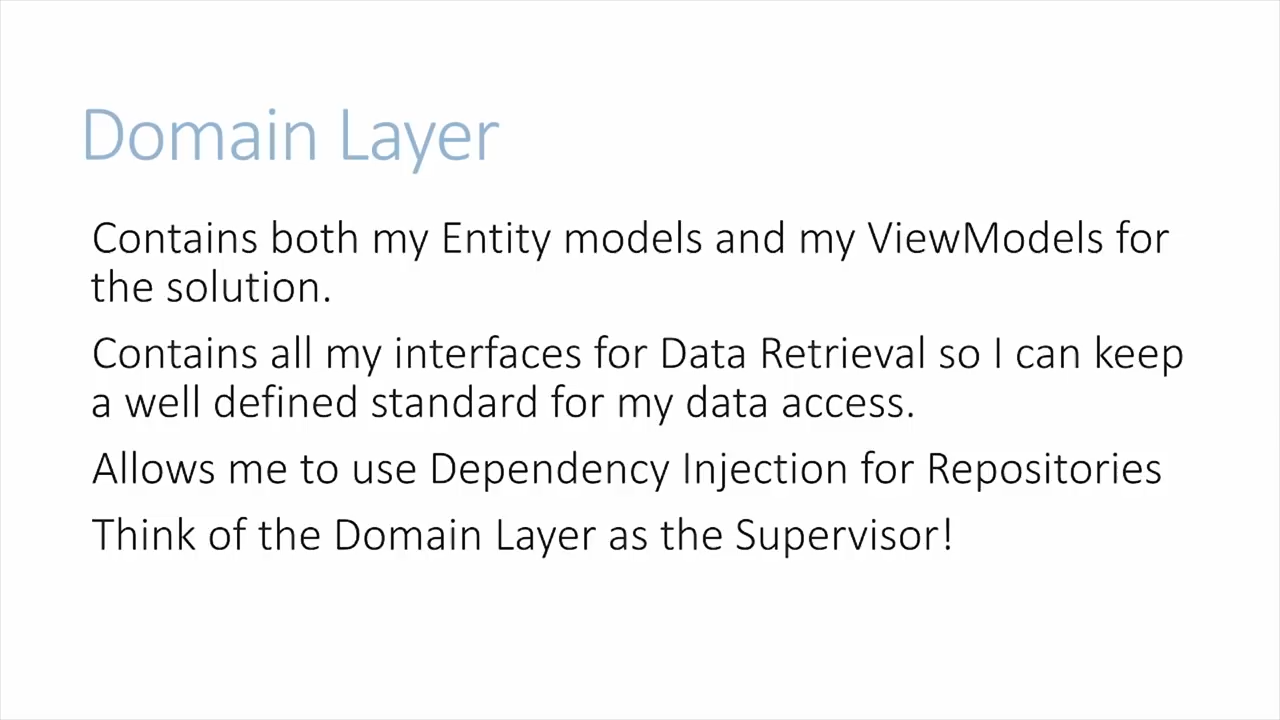 Domain Layer
Contains both my Entity models and my ViewModels for
the solution.
Contains all my interfaces for Data Retrieval so I can keep
a well defined standard for my data access.
Allows me to use Dependency Injection for Repositories
Think of the Domain Layer as the Supervisor!